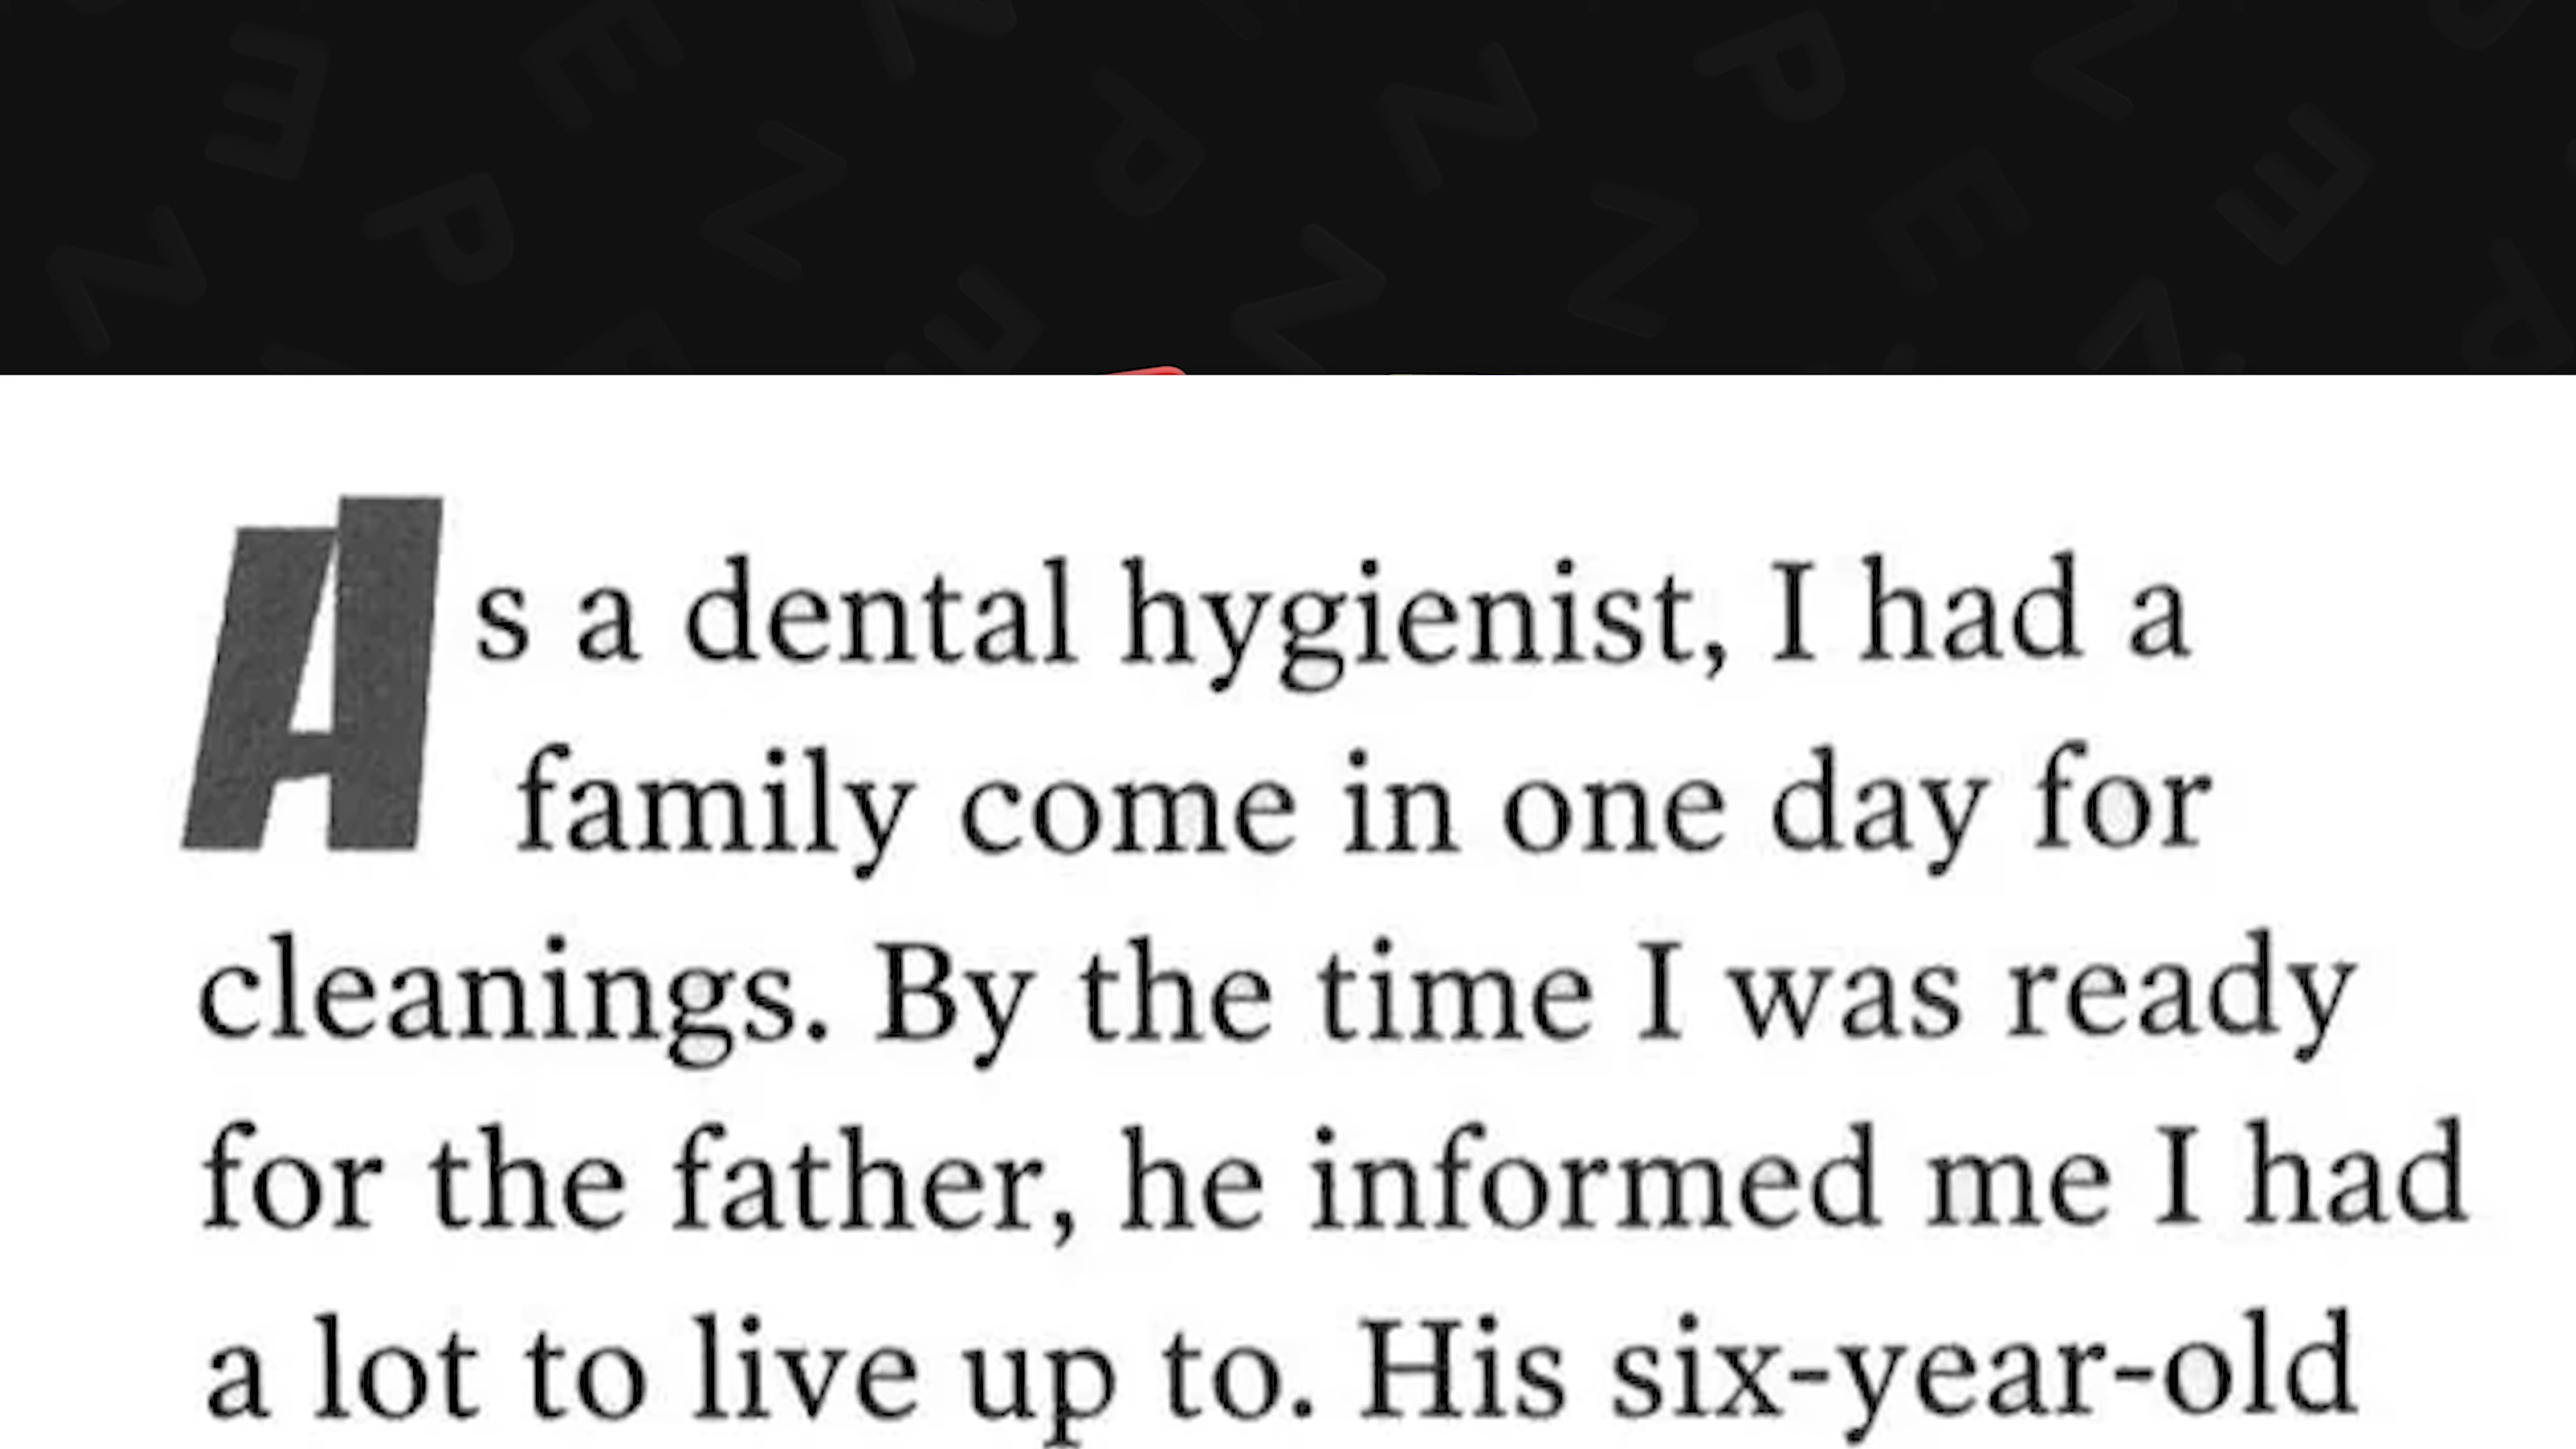 As a dental hygienist, I had a
family come in one day for
cleanings. By the time I was ready
for the father, he informed me I had
a lot to live up to. His six-year-old